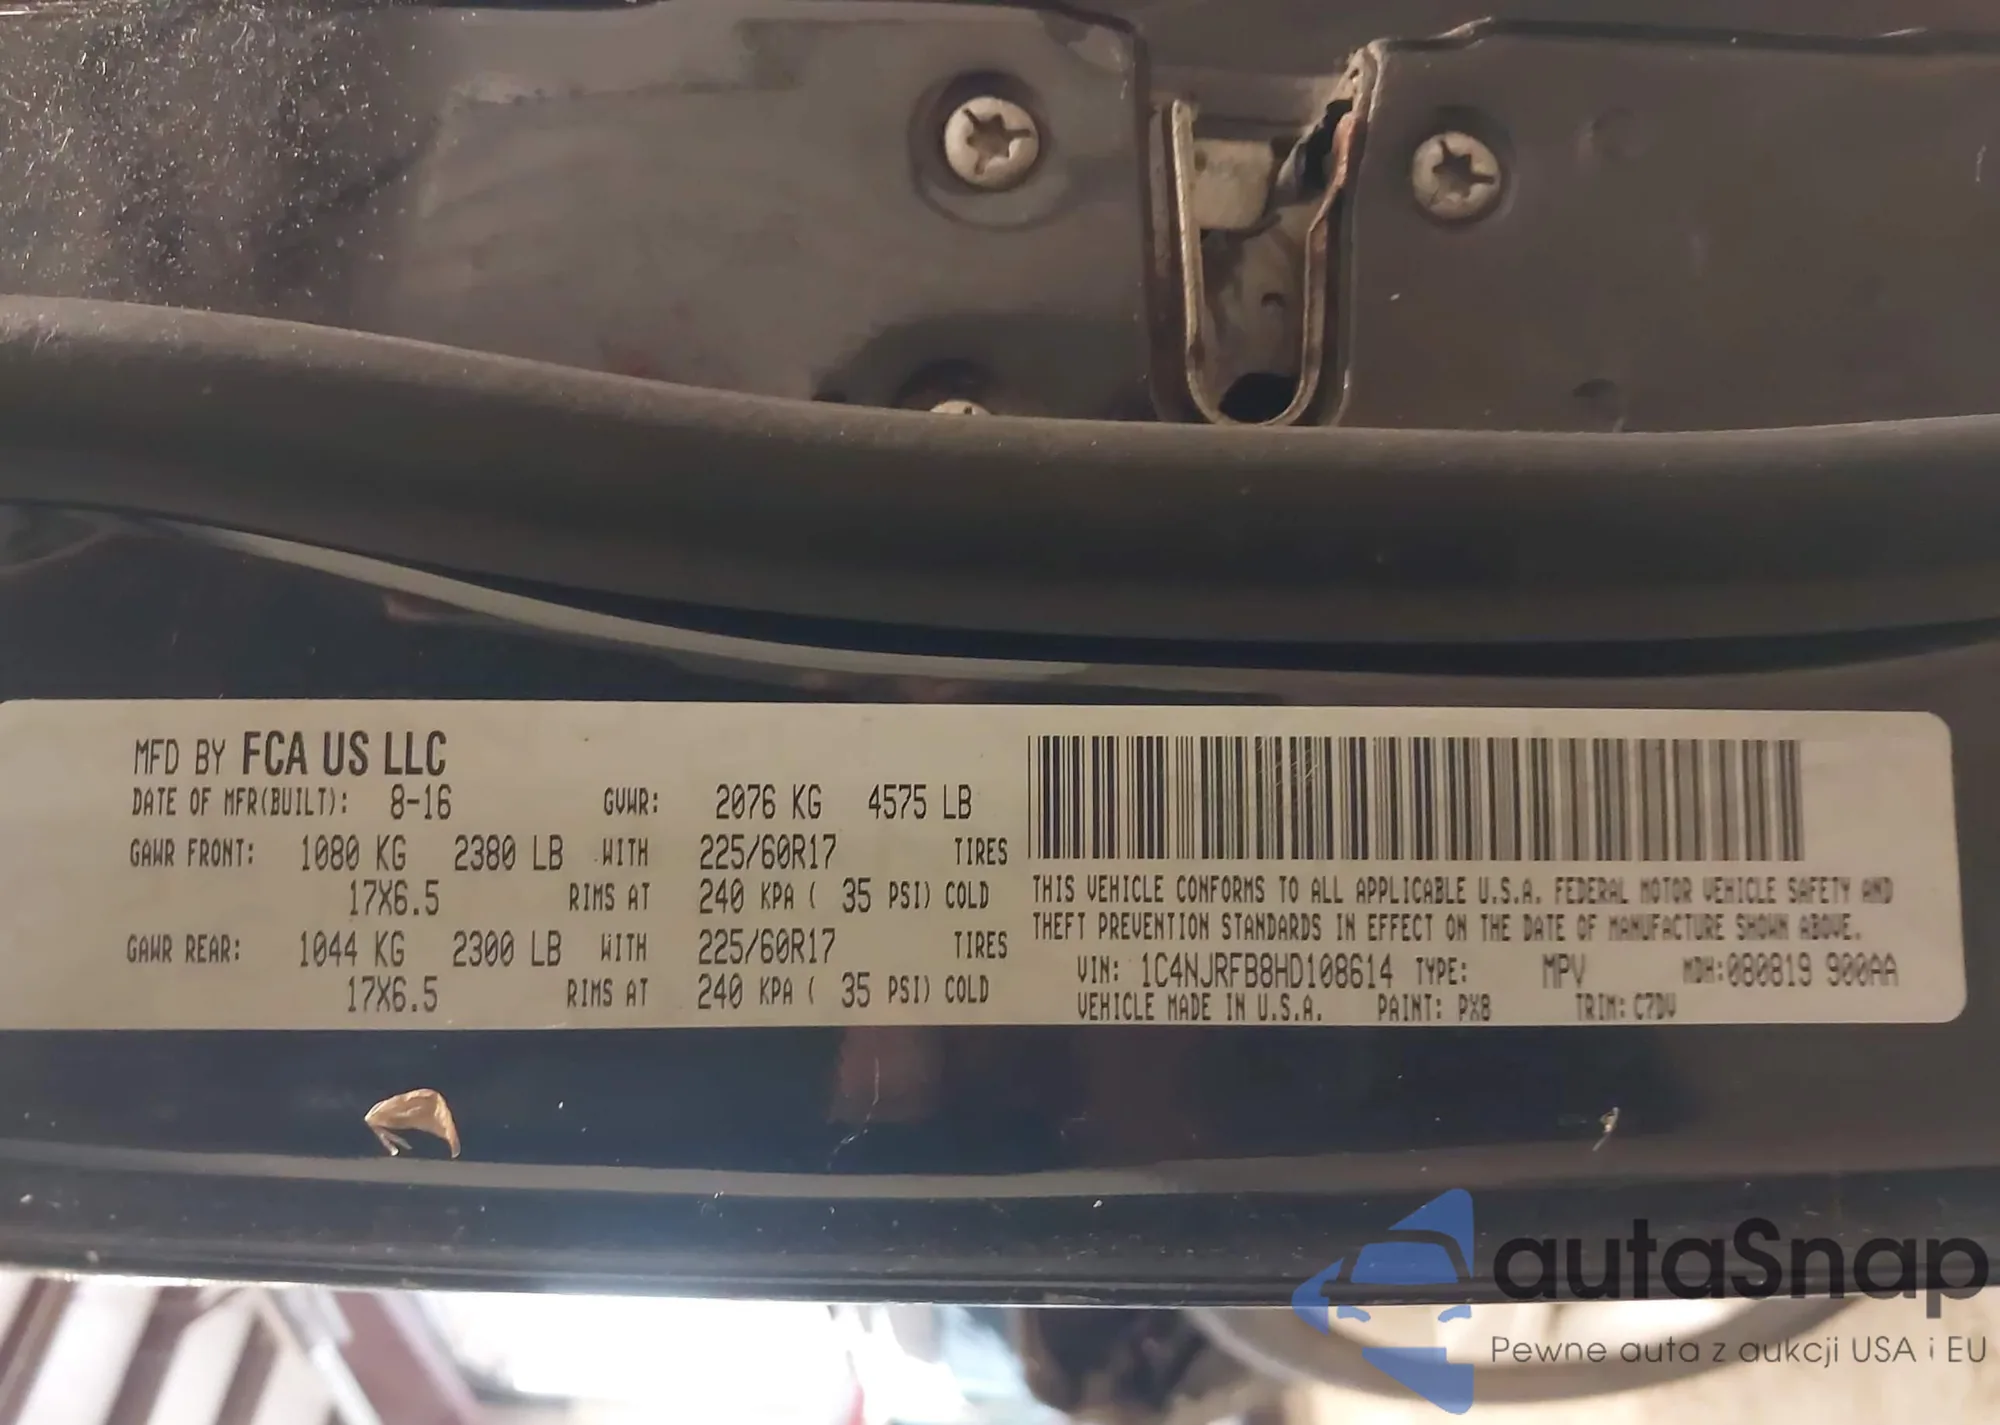 MFD BY FCA US LLC
DATE OF MFR(BUILT): 8-16 GVWR: 2076 KG 4575 LB
GAWR FRONT: 1080 KG 2380 LB WITH 225/60R17 TIRES
17X6.5 RIMS AT 240 KPA ( 35 PSI) COLD
GAWR REAR: 1044 KG 2300 LB WITH 225/60R17 TIRES
17X6.5 RIMS AT 240 KPA ( 35 PSI) COLD
THIS VEHICLE CONFORMS TO ALL APPLICABLE U.S.A. FEDERAL MOTOR VEHICLE SAFETY AND
THEFT PREVENTION STANDARDS IN EFFECT ON THE DATE OF MANUFACTURE SHOWN ABOVE.
VIN: 1C4NJRFB8HD108614 TYPE: MPV MDH:080819 900AA
VEHICLE MADE IN U.S.A. PAINT: PX8 TRIM: C7DV
autaSnap
Pewne auta z aukcji USA i EU